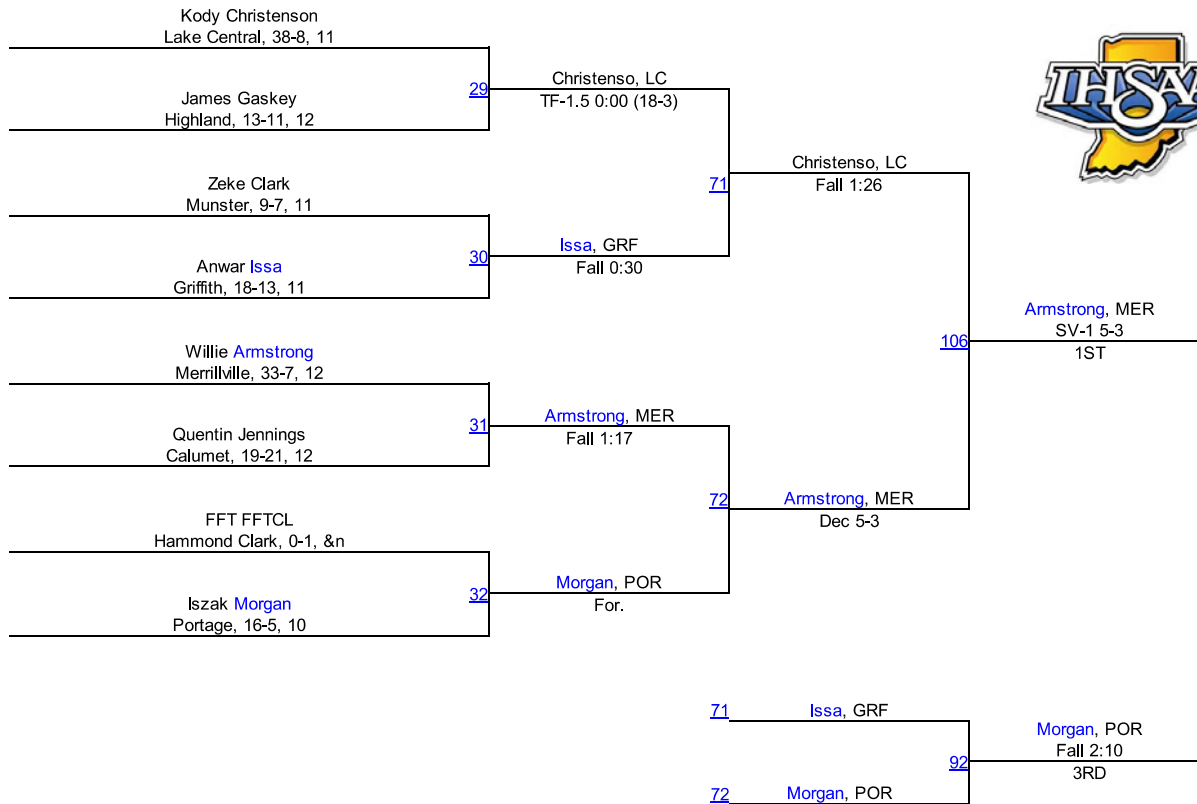 Kody Christenson
Lake Central, 38-8, 11
James Gaskey
Highland, 13-11, 12
29
Christenso, LC
TF-1.5 0:00 (18-3)
Zeke Clark
Munster, 9-7, 11
Anwar Issa
Griffith, 18-13, 11
30
Issa, GRF
Fall 0:30
71
Christenso, LC
Fall 1:26
Willie Armstrong
Merrillville, 33-7, 12
Quentin Jennings
Calumet, 19-21, 12
31
Armstrong, MER
Fall 1:17
FFT FFTCL
Hammond Clark, 0-1, &n
Iszak Morgan
Portage, 16-5, 10
32
Morgan, POR
For.
72
Armstrong, MER
Dec 5-3
106
Armstrong, MER
SV-1 5-3
1ST
71
Issa, GRF
72
Morgan, POR
92
Morgan, POR
Fall 2:10
3RD
IHSAA